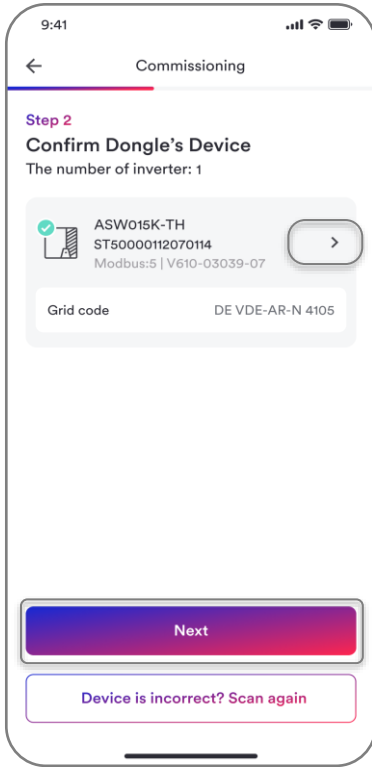 9:41
Commissioning
Step 2
Confirm Dongle's Device
The number of inverter: 1
ASW015K-TH
ST50000112070114
Modbus:5 | V610-03039-07
Grid code DE VDE-AR-N 4105
Next
Device is incorrect? Scan again